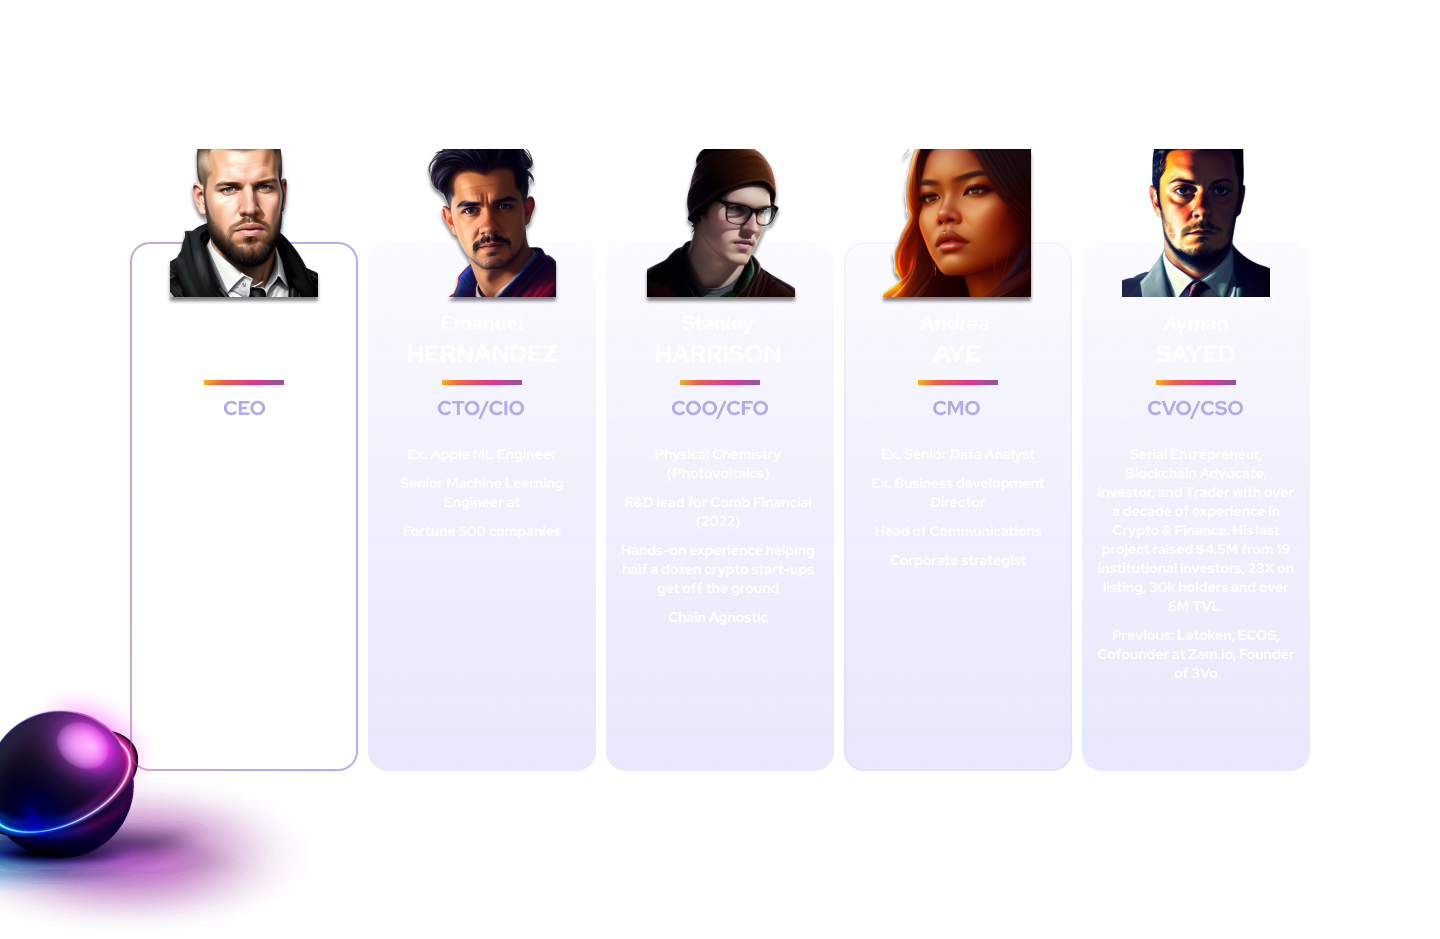 Emanuel
HERNANDEZ
CTO/CIO
Ex. Apple ML Engineer
Senior Machine Learning
Engineer at
Fortune 500 companies
Stanley
HARRISON
COO/CFO
Physical Chemistry
(Photovoltaics)
R&D lead for Comb Financial
(2022)
Hands-on experience helping
half a dozen crypto start-ups
get off the ground
Chain Agnostic
Andrea
AYE
CMO
Ex. Senior Data Analyst
Ex. Business development
Director
Head of Communications
Corporate strategist
Ayman
SAYED
CVO/CSO
Serial Entrepreneur,
Blockchain Advocate,
Investor, and Trader with over
a decade of experience in
Crypto & Finance. His last
project raised $4.5M from 19
institutional investors, 23X on
listing, 30k holders and over
6M TVL.
Previous: Latoken, ECOS,
Cofounder at Zam.io, Founder
of 3Vo
CEO